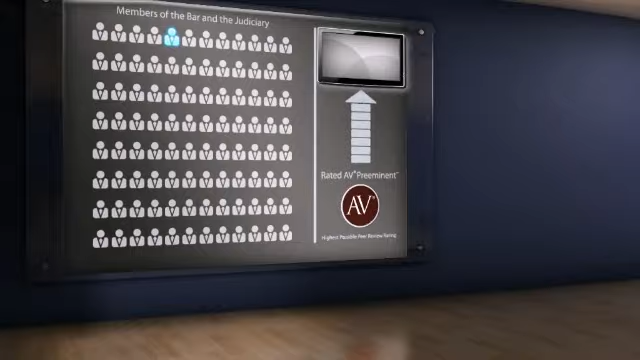 Members of the Bar and the Judiciary
Rated AV®Preeminent™
AV®
Highest Possible Peer Review Rating